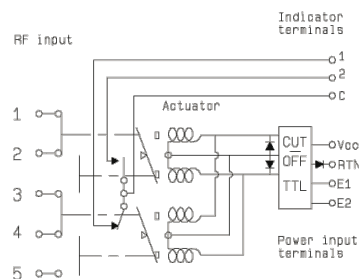 Indicator
terminals
RF input
1
2
C
Actuator
1
2
3
4
5
CUT
OFF
TTL
Vcc
RTN
E1
E2
Power input
terminals